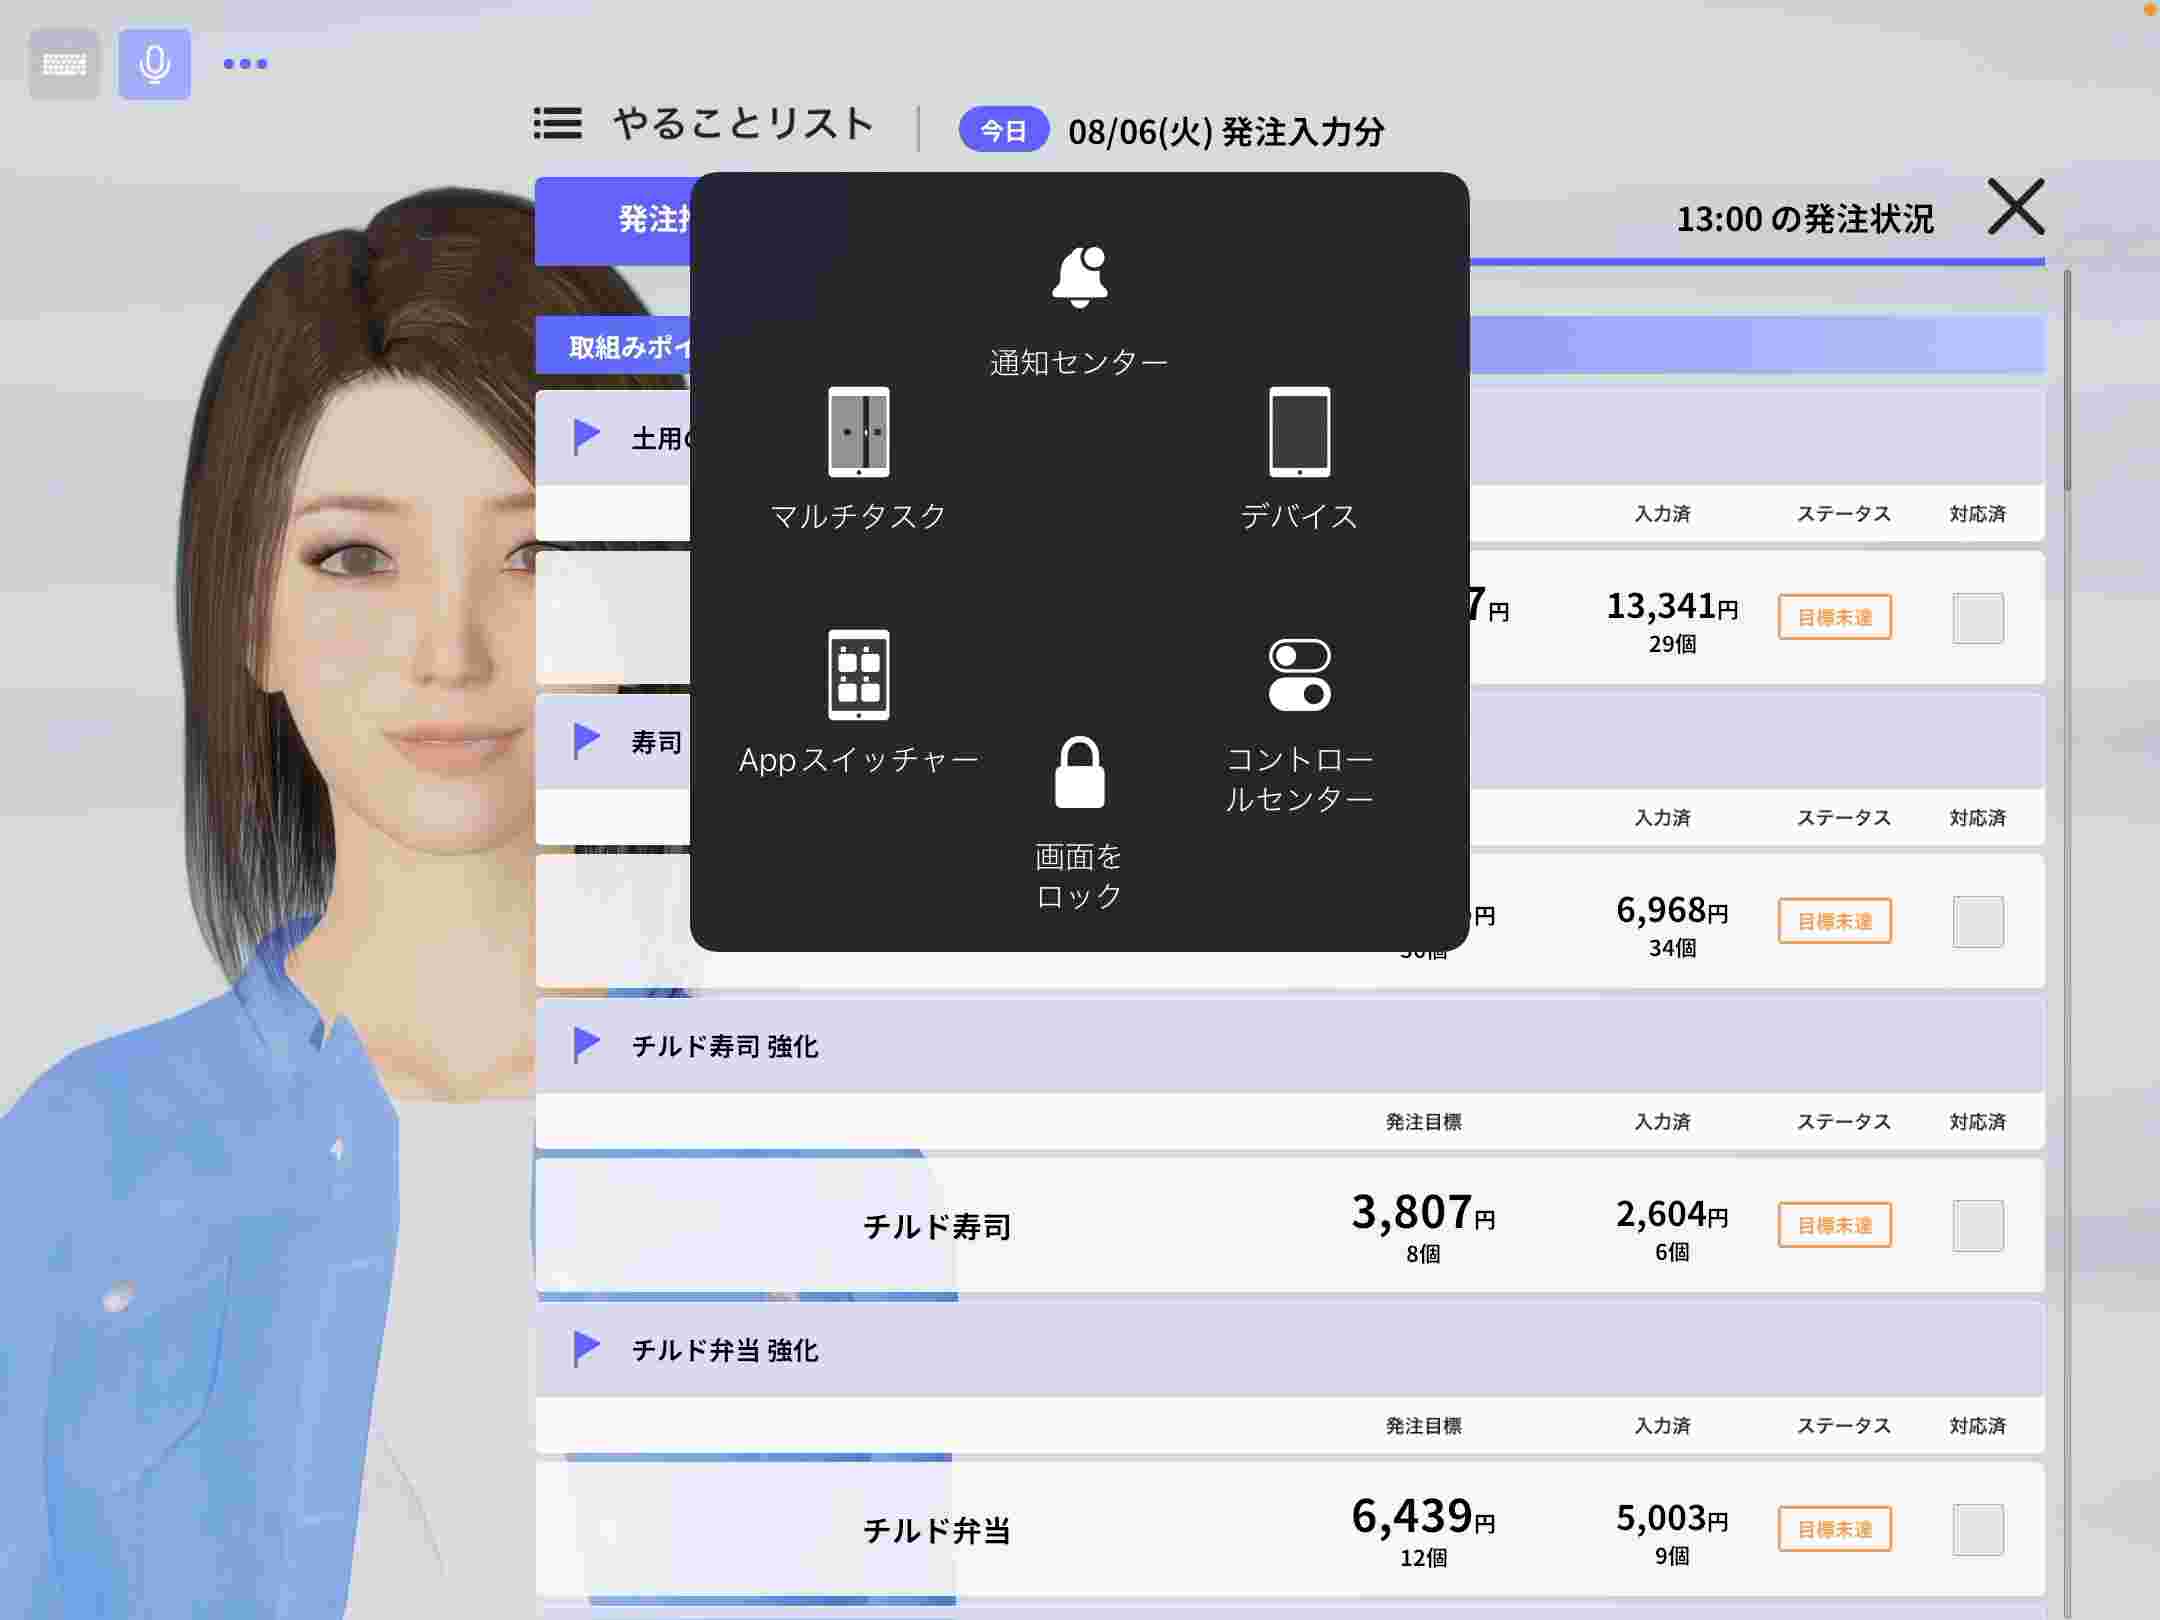 やることリスト
今日 08/06(火) 発注入力分
発注
13:00 の発注状況
取組みポイ
通知センター
土用
マルチタスク
デバイス
入力済 ステータス 対応済
7円 13,341円 目標未達
29個
Appスイッチャー
コントロー
ルセンター
寿司
画面を
ロック
入力済 ステータス 対応済
円 6,968円 目標未達
34個
チルド寿司 強化
発注目標 入力済 ステータス 対応済
チルド寿司 3,807円 2,604円 目標未達
8個 6個
チルド弁当 強化
発注目標 入力済 ステータス 対応済
チルド弁当 6,439円 5,003円 目標未達
12個 9個